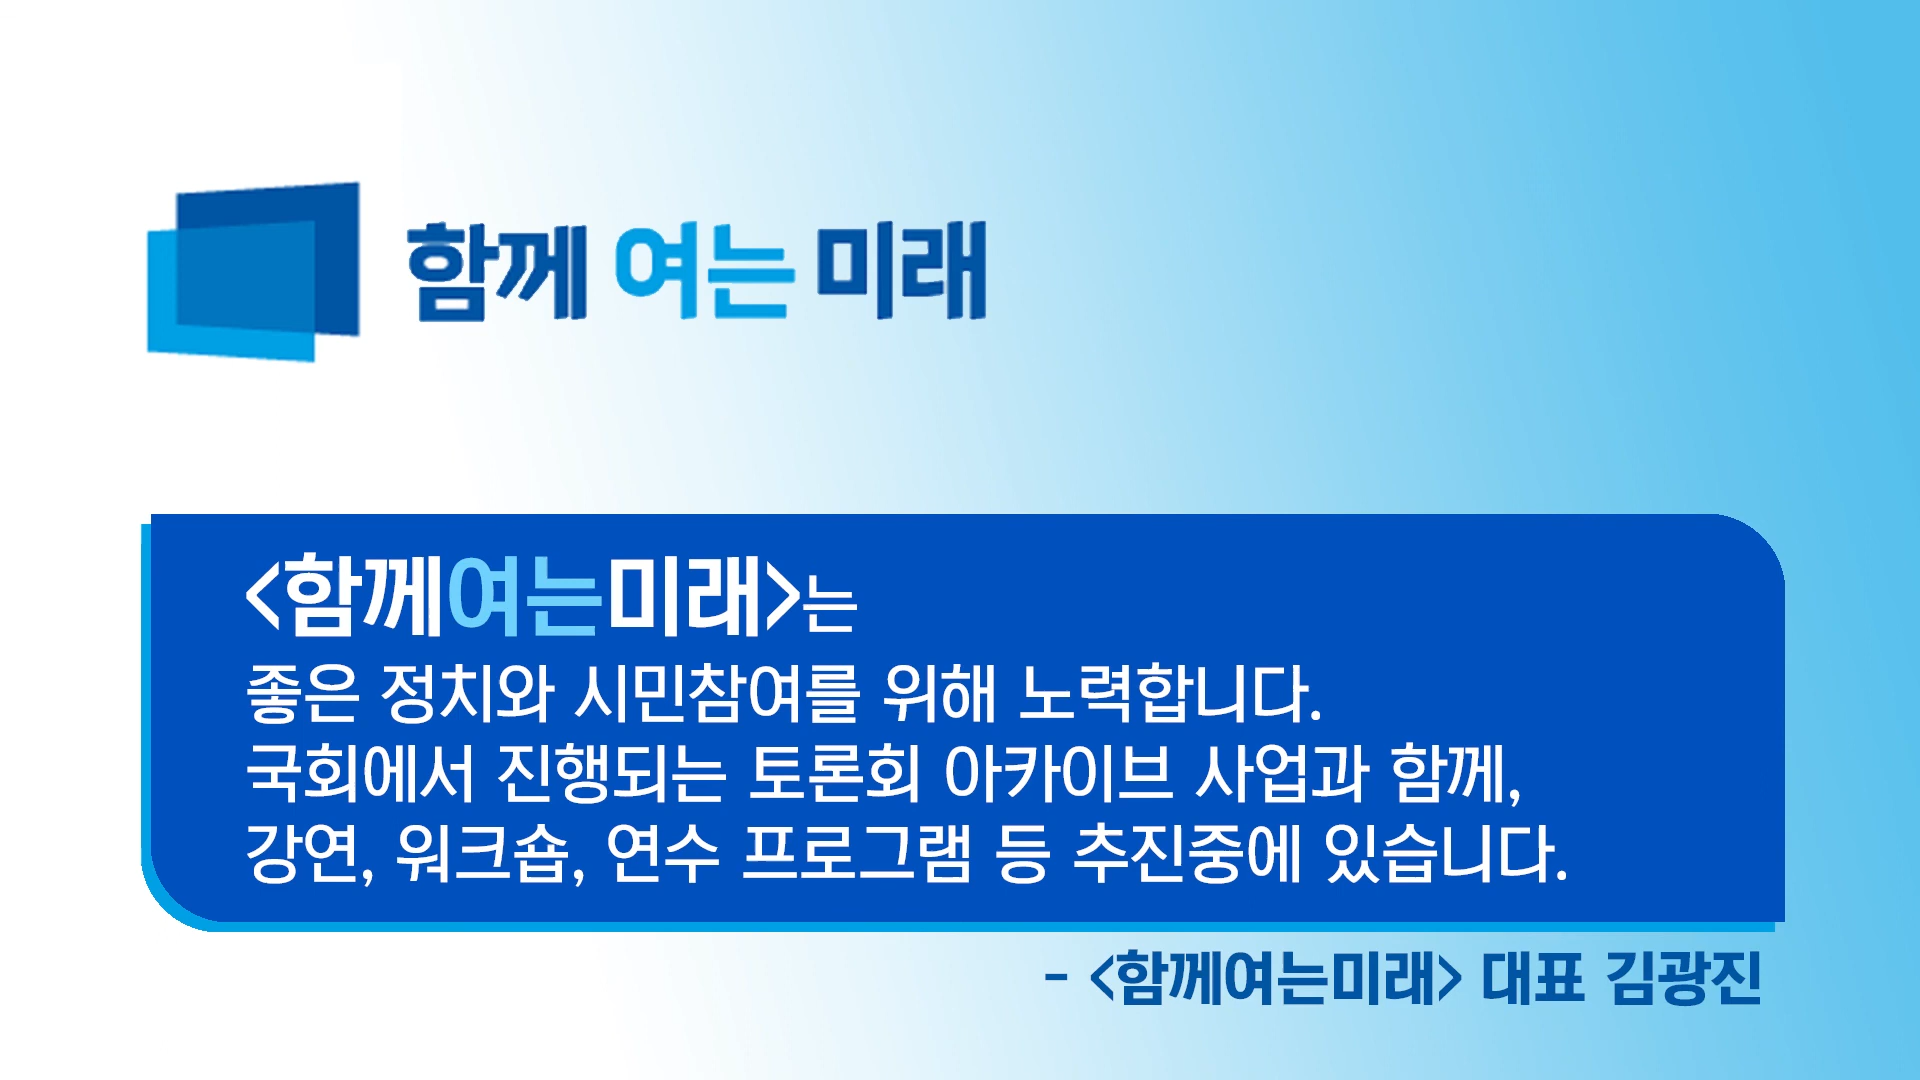 함께 여는 미래
<함께여는미래>는
좋은 정치와 시민참여를 위해 노력합니다.
국회에서 진행되는 토론회 아카이브 사업과 함께,
강연, 워크숍, 연수 프로그램 등 추진중에 있습니다.
- <함께여는미래> 대표 김광진